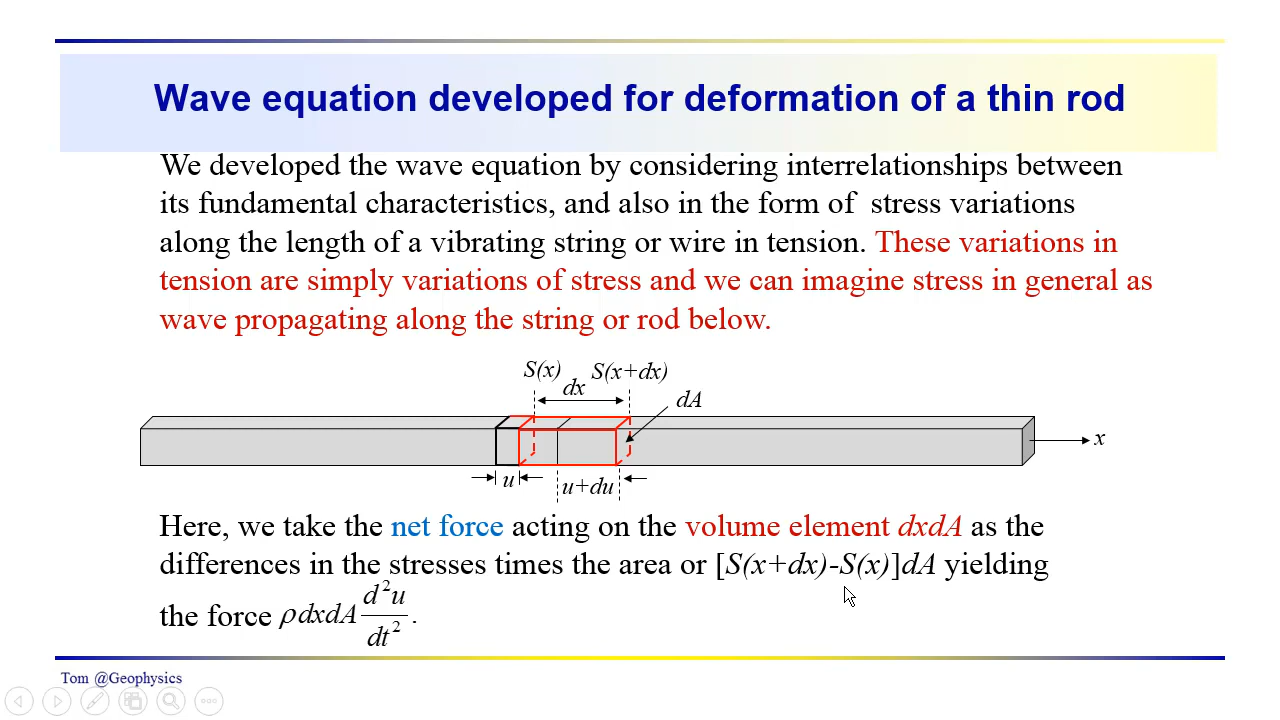 Wave equation developed for deformation of a thin rod
We developed the wave equation by considering interrelationships between
its fundamental characteristics, and also in the form of  stress variations
along the length of a vibrating string or wire in tension. These variations in
tension are simply variations of stress and we can imagine stress in general as
wave propagating along the string or rod below.
S(x)
S(x+dx)
dx
dA
x
u
u+du
Here, we take the net force acting on the volume element dxdA as the
differences in the stresses times the area or [S(x+dx)-S(x)]dA yielding
the force ρdxdA d²u/dt².
Tom @Geophysics